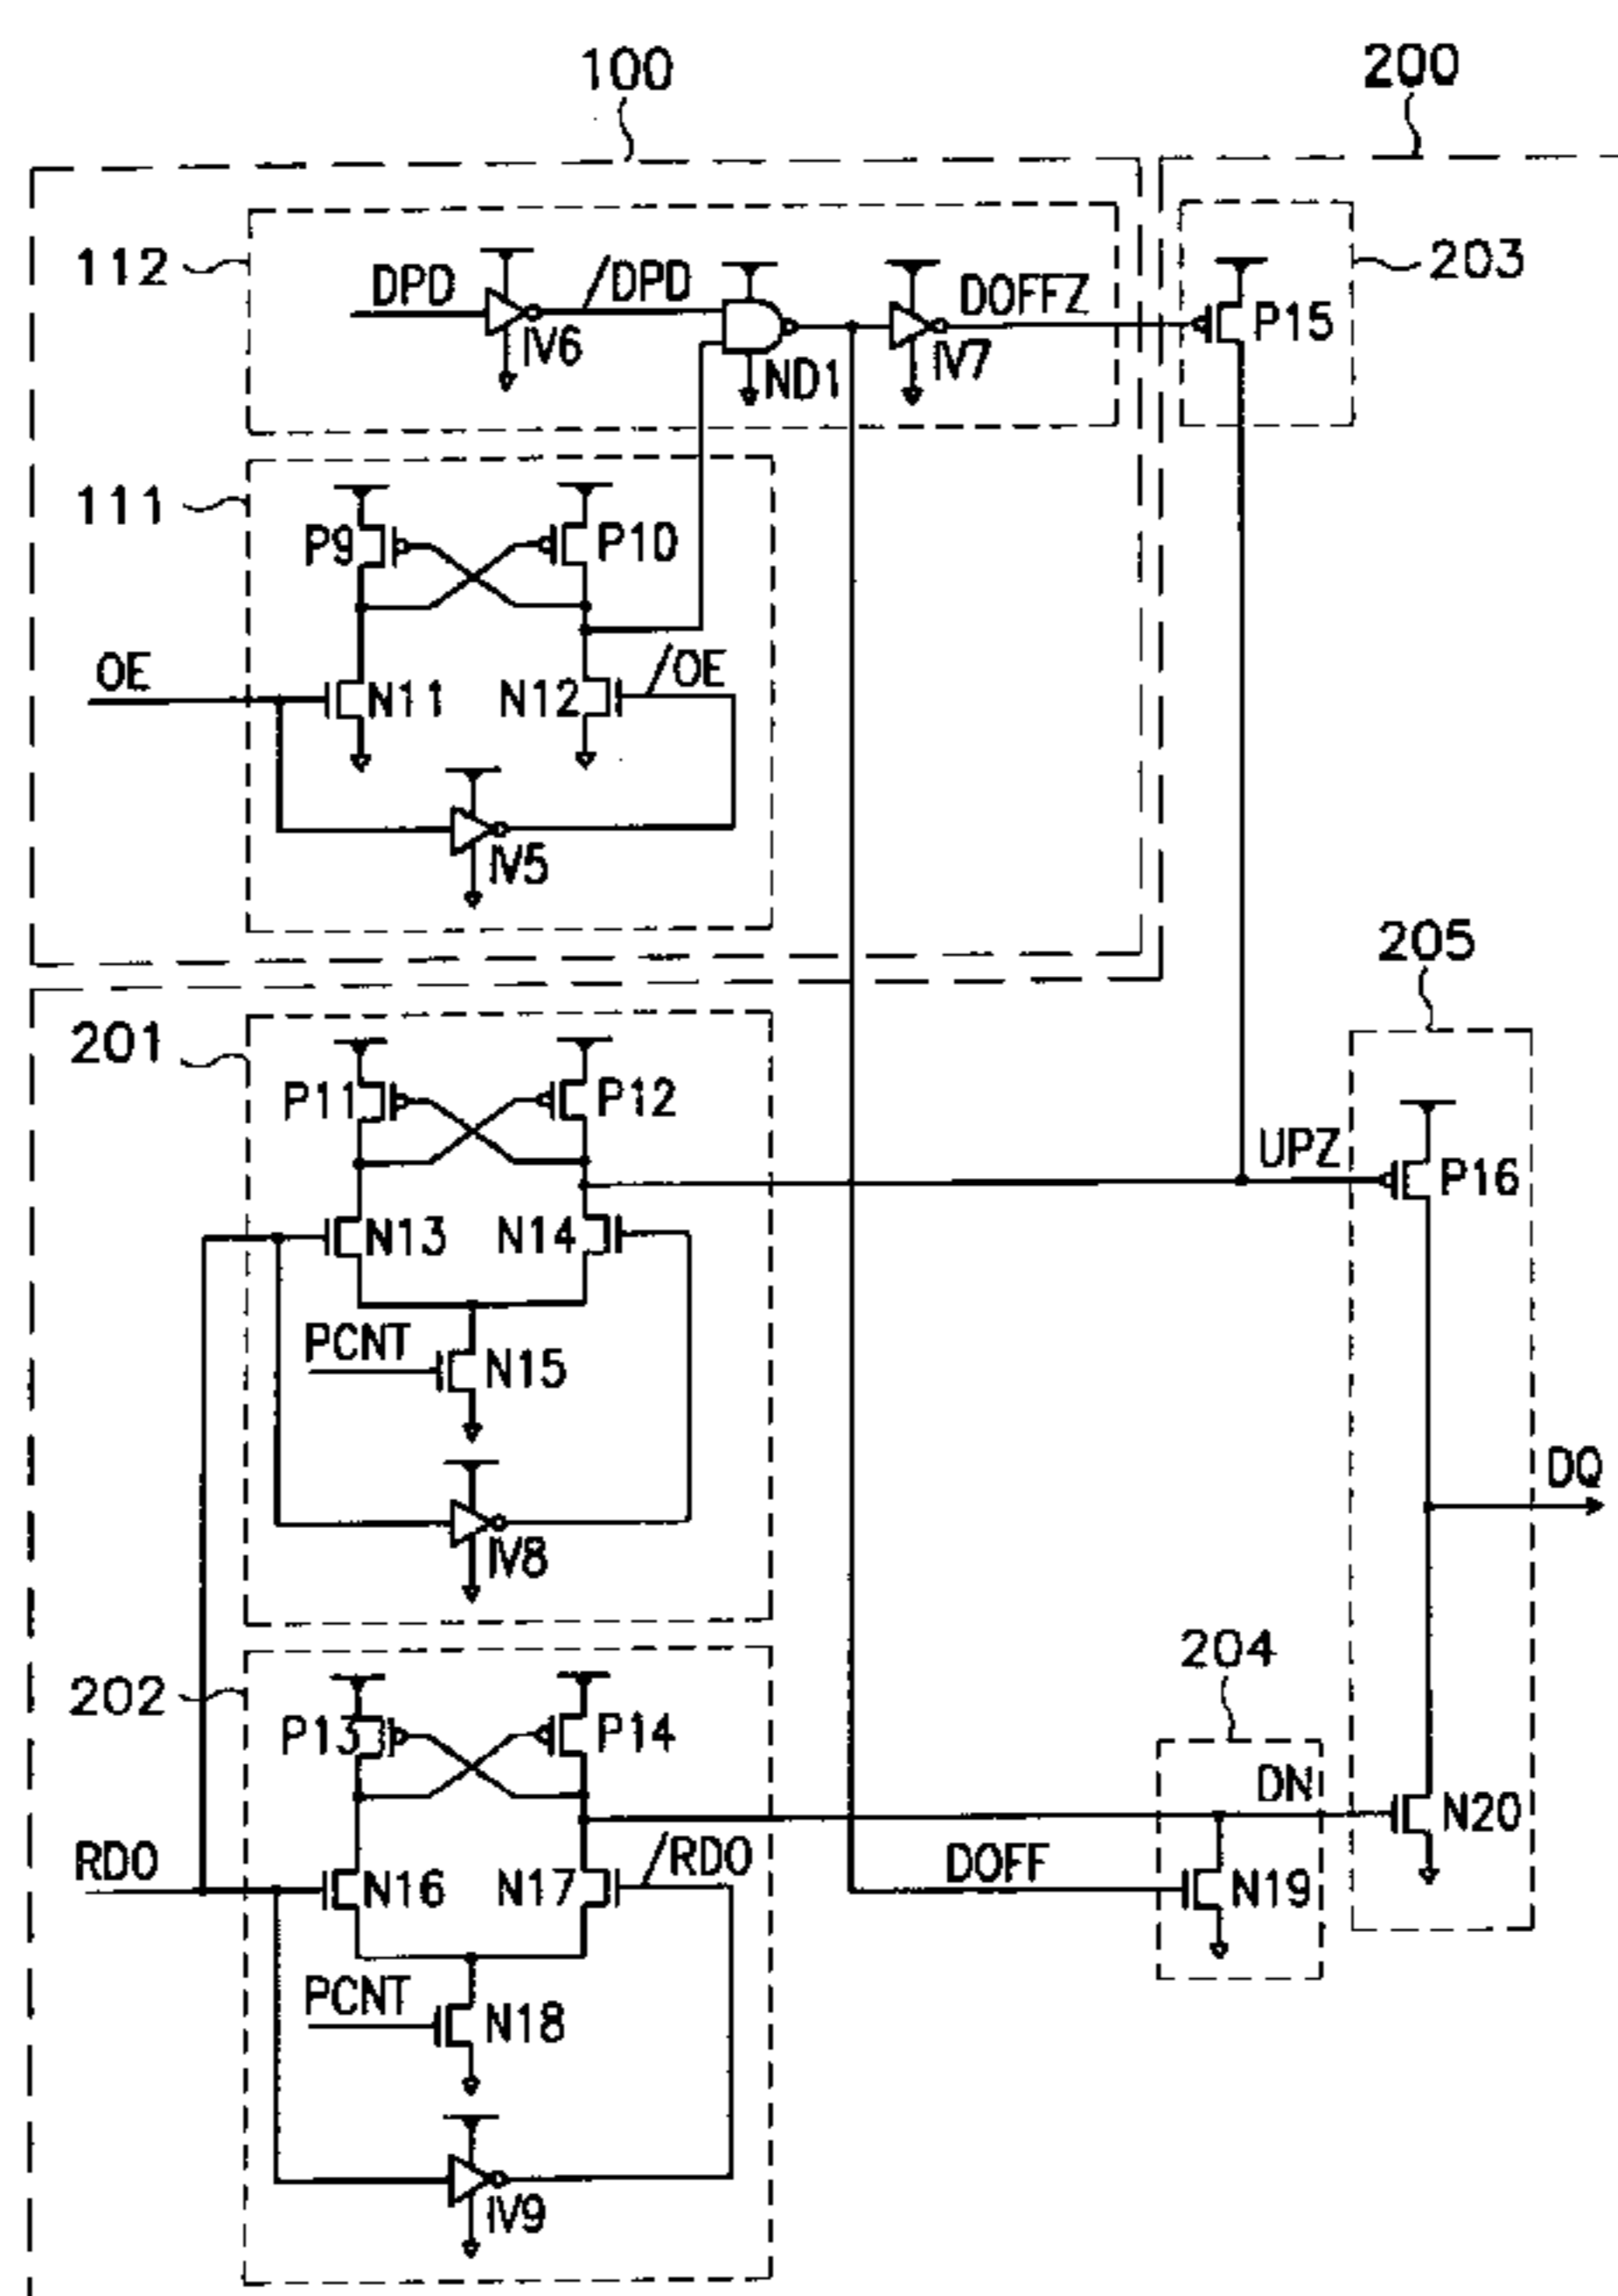 100
200
112
DPD
/DPD
DOFFZ
203
P15
IV6
ND1
IV7
111
P9
P10
OE
N11
N12
/OE
IV5
205
201
P11
P12
UPZ
P16
N13
N14
PCNT
N15
DQ
IV8
204
202
P13
P14
DN
N20
RDO
N16
N17
/RDO
DOFF
N19
PCNT
N18
IV9